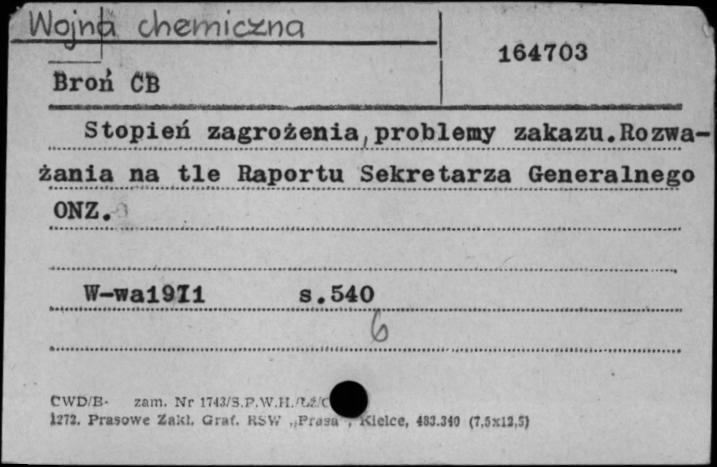 Wojna chemiczna
164703
Broń CB
Stopień zagrożenia, problemy zakazu.Rozwa-
żania na tle Raportu Sekretarza Generalnego
ONZ.
W-wa1971 s.540
6
CWD/B- zam. Nr 1743/S.P.W.H./Łź/
1272. Prasowe Zakł. Graf. RSW „Prasa", Kielce, 483.340 (7,5x12,5)